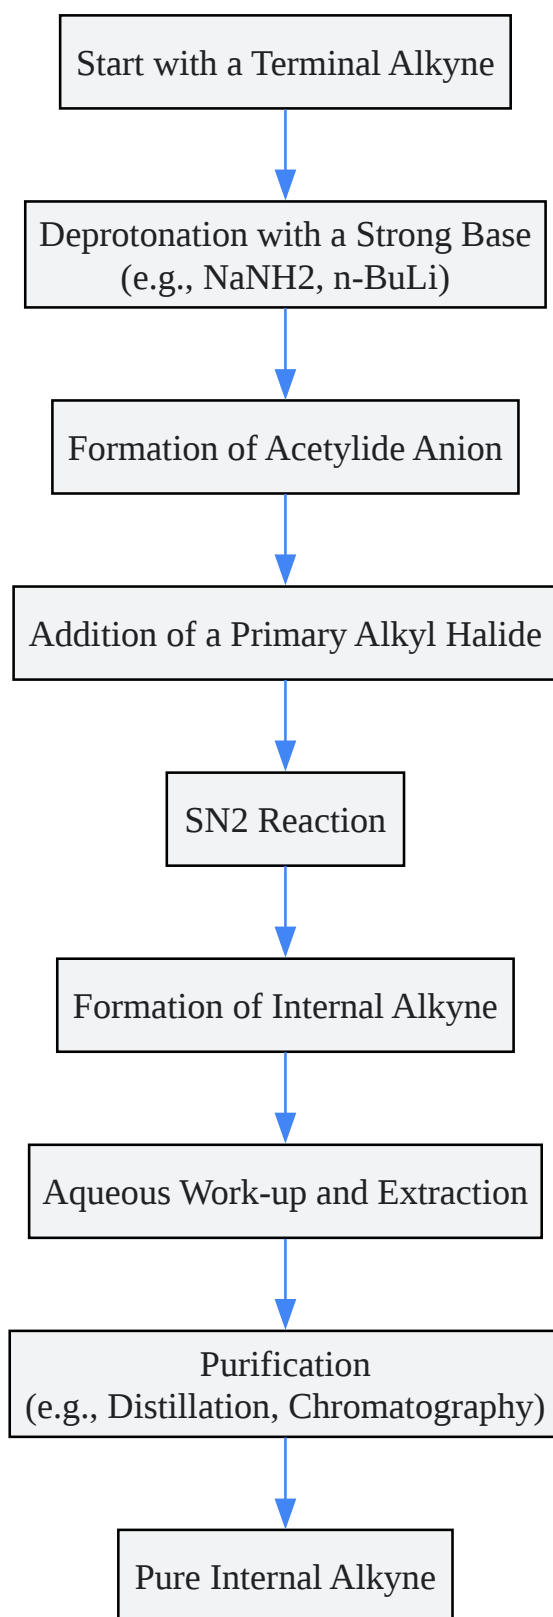 Start with a Terminal Alkyne
Deprotonation with a Strong Base
(e.g., NaNH2, n-BuLi)
Formation of Acetylide Anion
Addition of a Primary Alkyl Halide
SN2 Reaction
Formation of Internal Alkyne
Aqueous Work-up and Extraction
Purification
(e.g., Distillation, Chromatography)
Pure Internal Alkyne